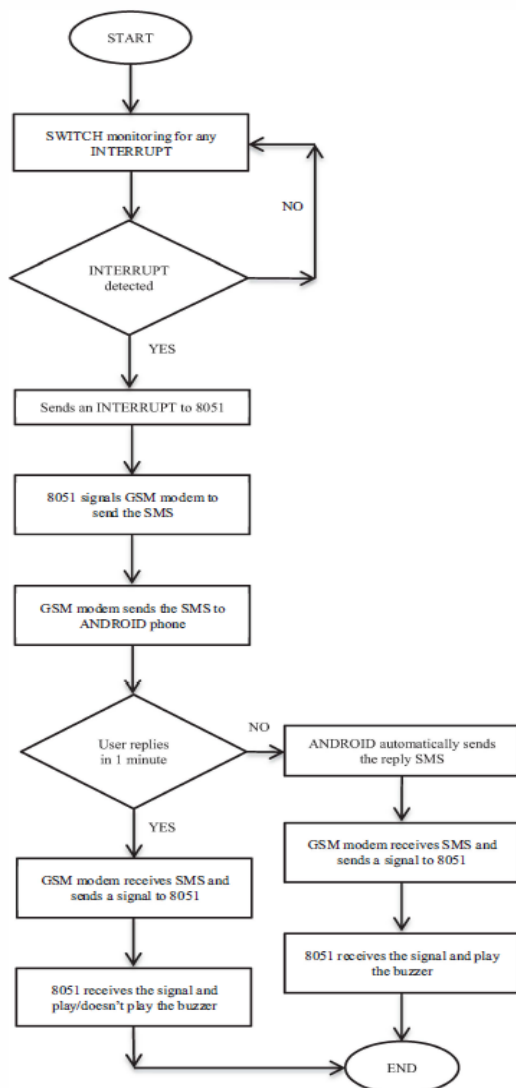 START
SWITCH monitoring for any
INTERRUPT
NO
INTERRUPT
detected
YES
Sends an INTERRUPT to 8051
8051 signals GSM modem to
send the SMS
GSM modem sends the SMS to
ANDROID phone
User replies
in 1 minute
NO
ANDROID automatically sends
the reply SMS
YES
GSM modem receives SMS and
sends a signal to 8051
GSM modem receives SMS and
sends a signal to 8051
8051 receives the signal and play
the buzzer
8051 receives the signal and
play/doesn't play the buzzer
END